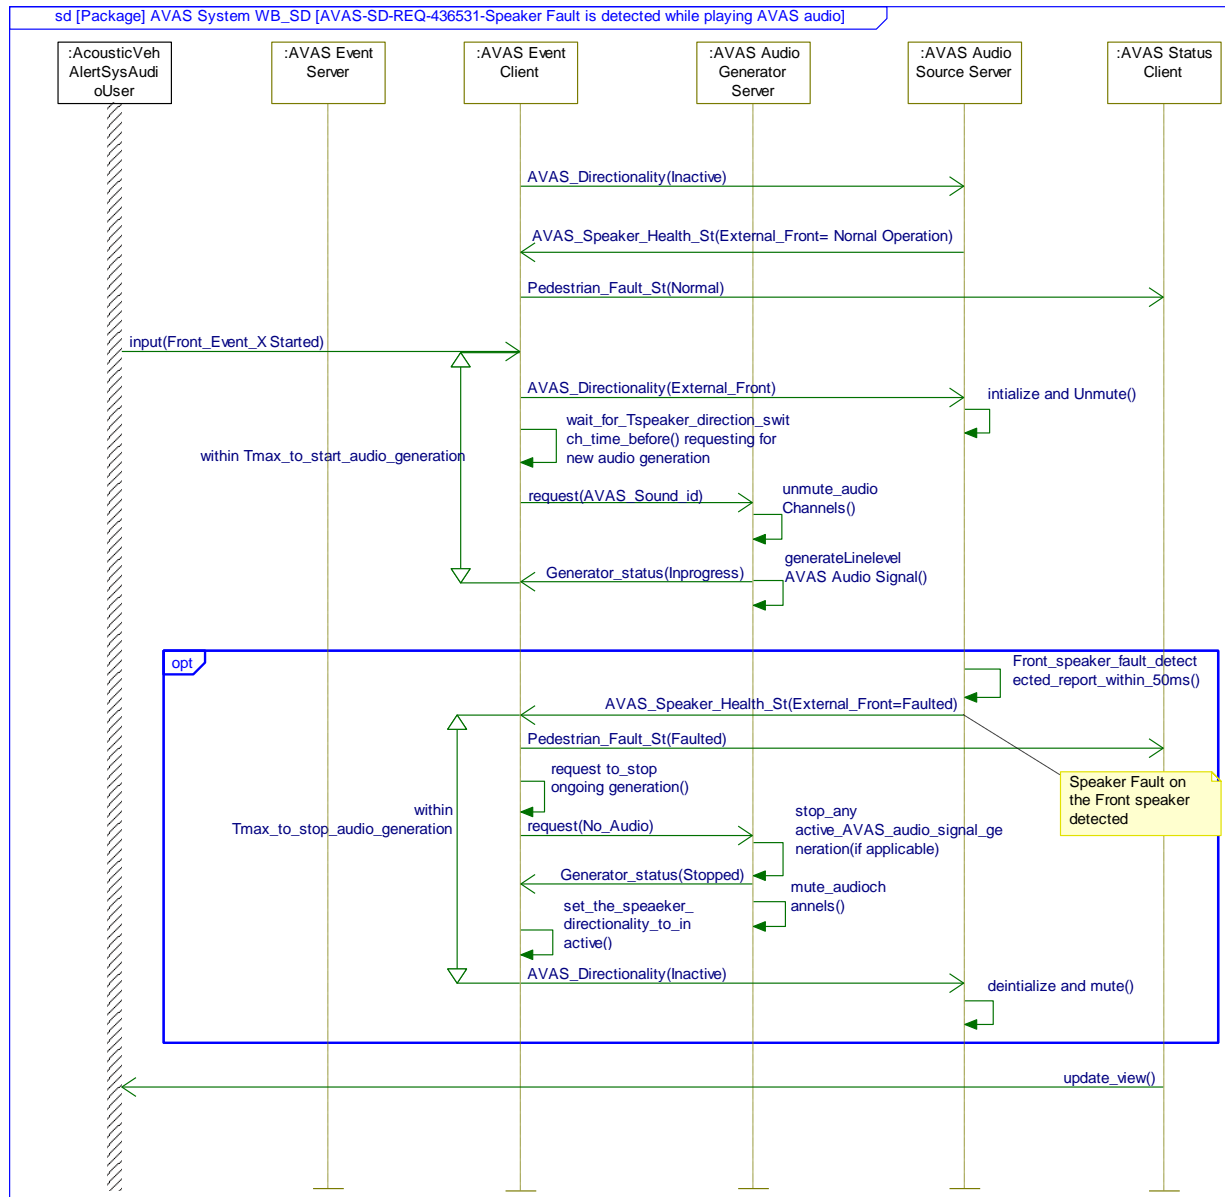 sd [Package] AVAS System WB_SD [AVAS-SD-REQ-436531-Speaker Fault is detected while playing AVAS audio]
:AcousticVeh
AlertSysAudi
oUser
:AVAS Event
Server
:AVAS Event
Client
:AVAS Audio
Generator
Server
:AVAS Audio
Source Server
:AVAS Status
Client
AVAS_Directionality(Inactive)
AVAS_Speaker_Health_St(External_Front= Nornal Operation)
Pedestrian_Fault_St(Normal)
input(Front_Event_X Started)
AVAS_Directionality(External_Front)
intialize and Unmute()
wait_for_Tspeaker_direction_swit
ch_time_before() requesting for
new audio generation
within Tmax_to_start_audio_generation
request(AVAS_Sound_id)
unmute_audio
Channels()
generateLinelevel
AVAS Audio Signal()
Generator_status(Inprogress)
opt
Front_speaker_fault_detect
ected_report_within_50ms()
AVAS_Speaker_Health_St(External_Front=Faulted)
Pedestrian_Fault_St(Faulted)
Speaker Fault on
the Front speaker
detected
request to_stop
ongoing generation()
within
Tmax_to_stop_audio_generation
request(No_Audio)
stop_any
active_AVAS_audio_signal_ge
neration(if applicable)
Generator_status(Stopped)
mute_audioch
annels()
set_the_speaeker_
directionality_to_in
active()
AVAS_Directionality(Inactive)
deintialize and mute()
update_view()